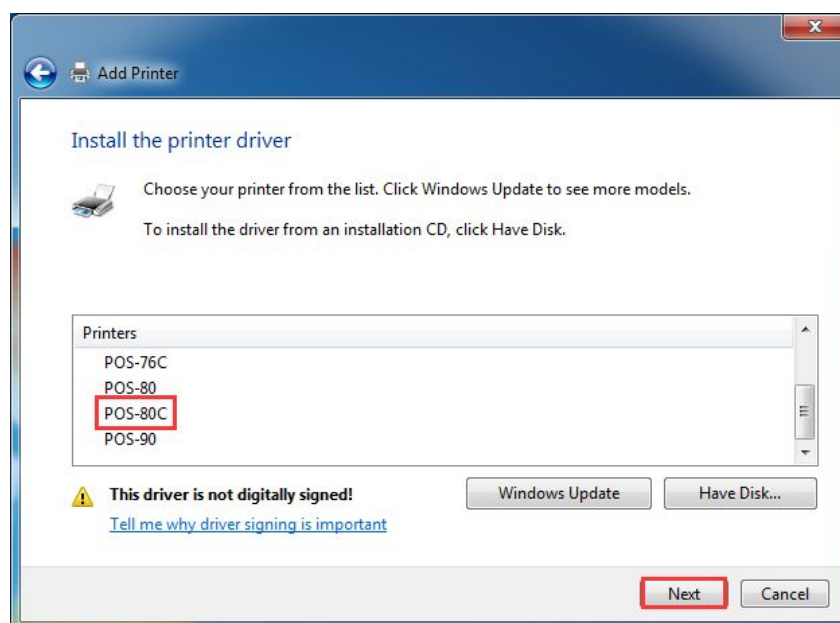 Add Printer
Install the printer driver
Choose your printer from the list. Click Windows Update to see more models.
To install the driver from an installation CD, click Have Disk.
Printers
POS-76C
POS-80
POS-80C
POS-90
This driver is not digitally signed!
Windows Update
Have Disk...
Tell me why driver signing is important
Next
Cancel